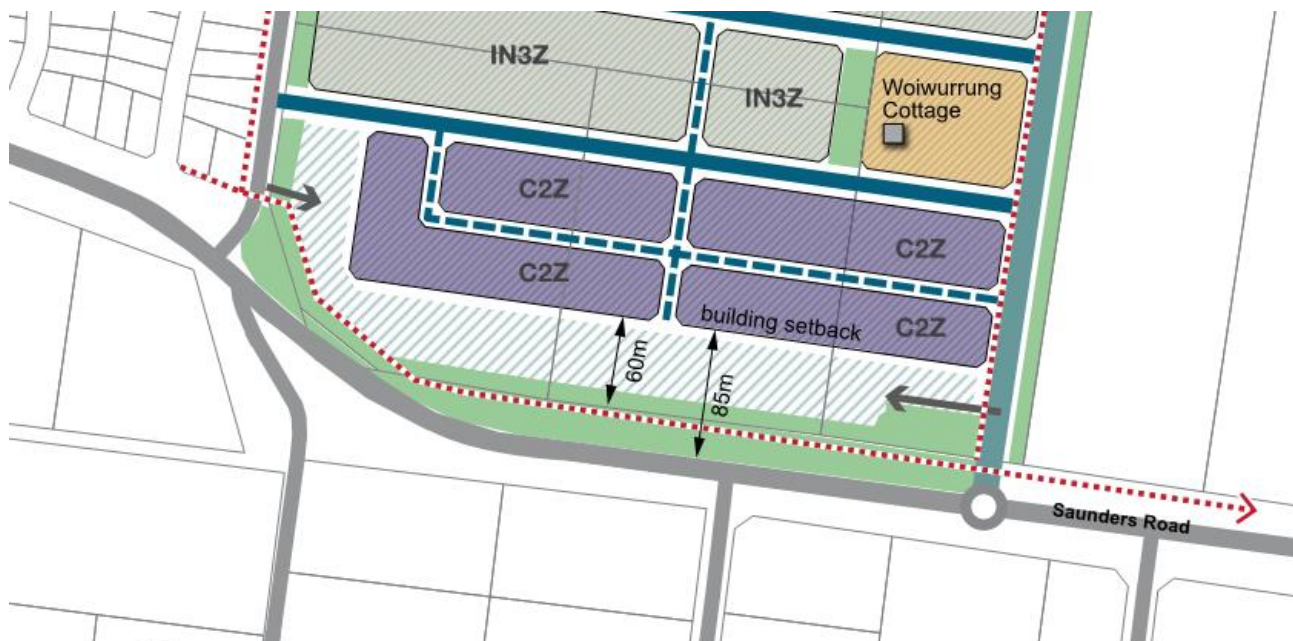 IN3Z
IN3Z
Woiwurrung
Cottage
C2Z
C2Z
C2Z
C2Z
building setback
60m
85m
Saunders Road